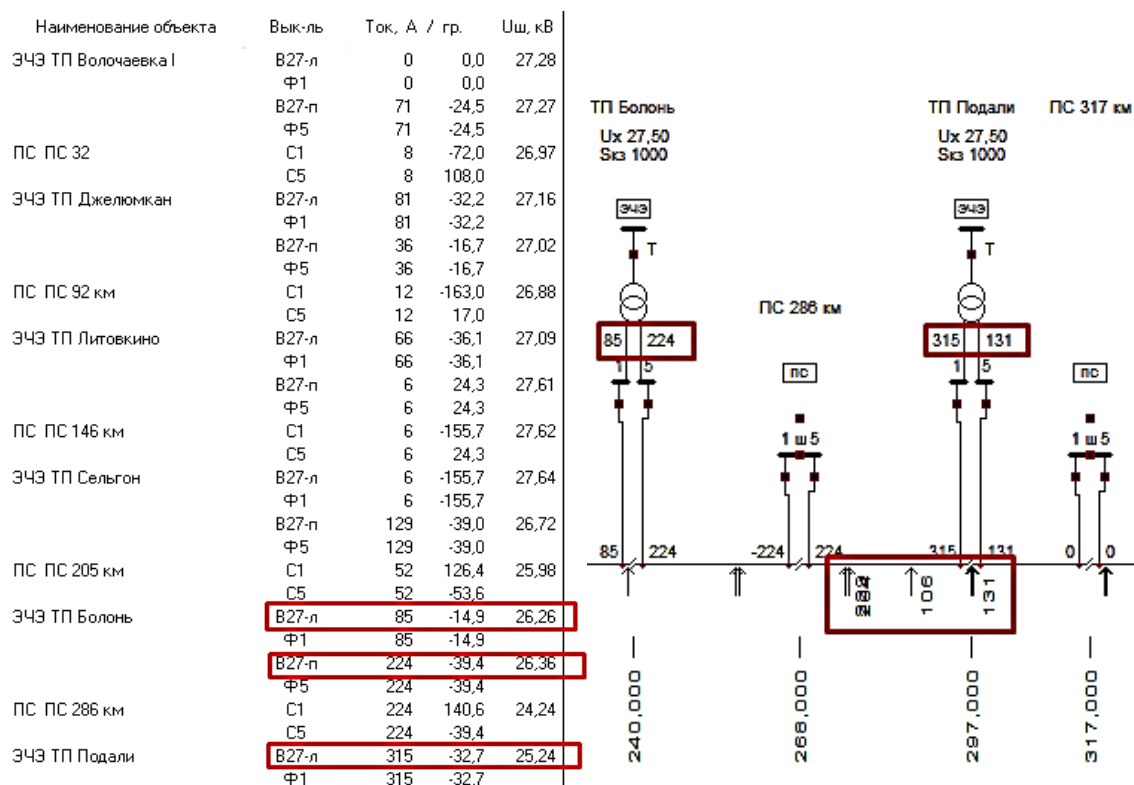 Наименование объекта Вык-ль Ток, А / гр. Uш, кВ
ЭЧЭ ТП Волочаевка I В27-л 0 0,0 27,28
Ф1 0 0,0
В27-п 71 -24,5 27,27
Ф5 71 -24,5
ПС ПС 32 С1 8 -72,0 26,97
С5 8 108,0
ЭЧЭ ТП Джелюмкан В27-л 81 -32,2 27,16
Ф1 81 -32,2
В27-п 36 -16,7 27,02
Ф5 36 -16,7
ПС ПС 92 км С1 12 -163,0 26,88
С5 12 17,0
ЭЧЭ ТП Литовкино В27-л 66 -36,1 27,09
Ф1 66 -36,1
В27-п 6 24,3 27,61
Ф5 6 24,3
ПС ПС 146 км С1 6 -155,7 27,62
С5 6 24,3
ЭЧЭ ТП Сельгон В27-л 6 -155,7 27,64
Ф1 6 -155,7
В27-п 129 -39,0 26,72
Ф5 129 -39,0
ПС ПС 205 км С1 52 126,4 25,98
С5 52 -53,6
ЭЧЭ ТП Болонь В27-л 85 -14,9 26,26
Ф1 85 -14,9
В27-п 224 -39,4 26,36
Ф5 224 -39,4
ПС ПС 286 км С1 224 140,6 24,24
С5 224 -39,4
ЭЧЭ ТП Подали В27-л 315 -32,7 25,24
Ф1 315 -32,7
ТП Болонь ТП Подали ПС 317 км
Uх 27,50 Uх 27,50
Sкз 1000 Sкз 1000
ЭЧЭ ЭЧЭ
Т Т
ПС 286 км
85 224 315 131
1 5 1 5
ПС ПС
1 ш 5 1 ш 5
85 224 -224 224 315 131 0 0
106 131
240,000 297,000 317,000